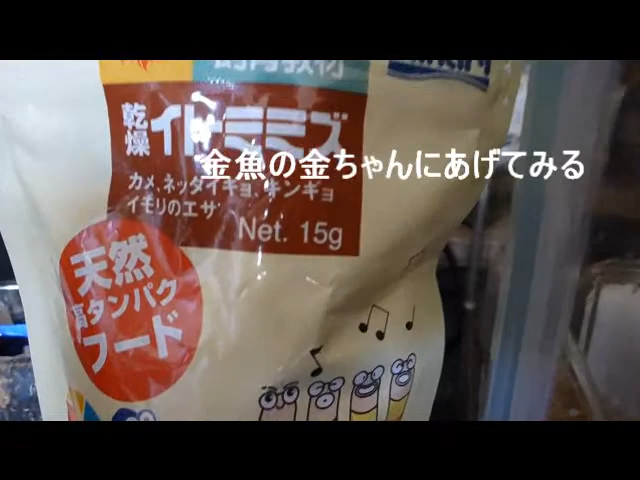 乾燥イトミミズ
金魚の金ちゃんにあげてみる
カメ、ネッタイギョ、キンギョ
イモリのエサ
Net. 15g
天然
高タンパク
フード